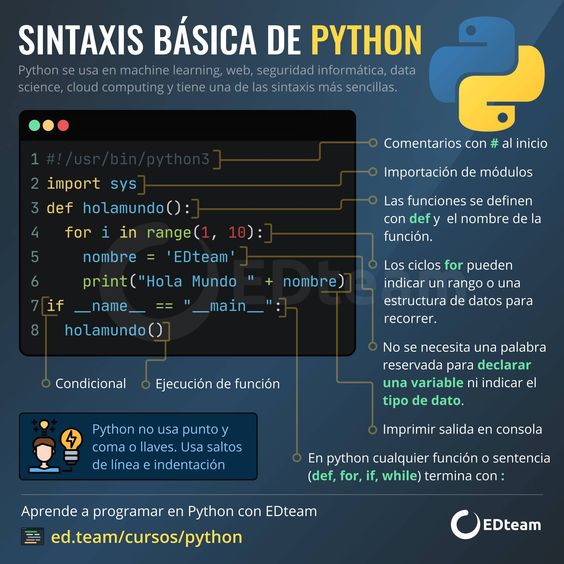 SINTAXIS BÁSICA DE PYTHON
Python se usa en machine learning, web, seguridad informática, data
science, cloud computing y tiene una de las sintaxis más sencillas.
1 #!/usr/bin/python3
2 import sys
3 def holamundo():
4 for i in range(1, 10):
5 nombre = 'EDteam'
6 print("Hola Mundo " + nombre)
7 if __name__ == "__main__":
8 holamundo()
EDteam
Comentarios con # al inicio
Importación de módulos
Las funciones se definen
con def y el nombre de la
función.
Los ciclos for pueden
indicar un rango o una
estructura de datos para
recorrer.
No se necesita una palabra
reservada para declarar
una variable ni indicar el
tipo de dato.
Imprimir salida en consola
En python cualquier función o sentencia
(def, for, if, while) termina con :
Condicional
Ejecución de función
Python no usa punto y
coma o llaves. Usa saltos
de línea e indentación
Aprende a programar en Python con EDteam
ed.team/cursos/python
EDteam